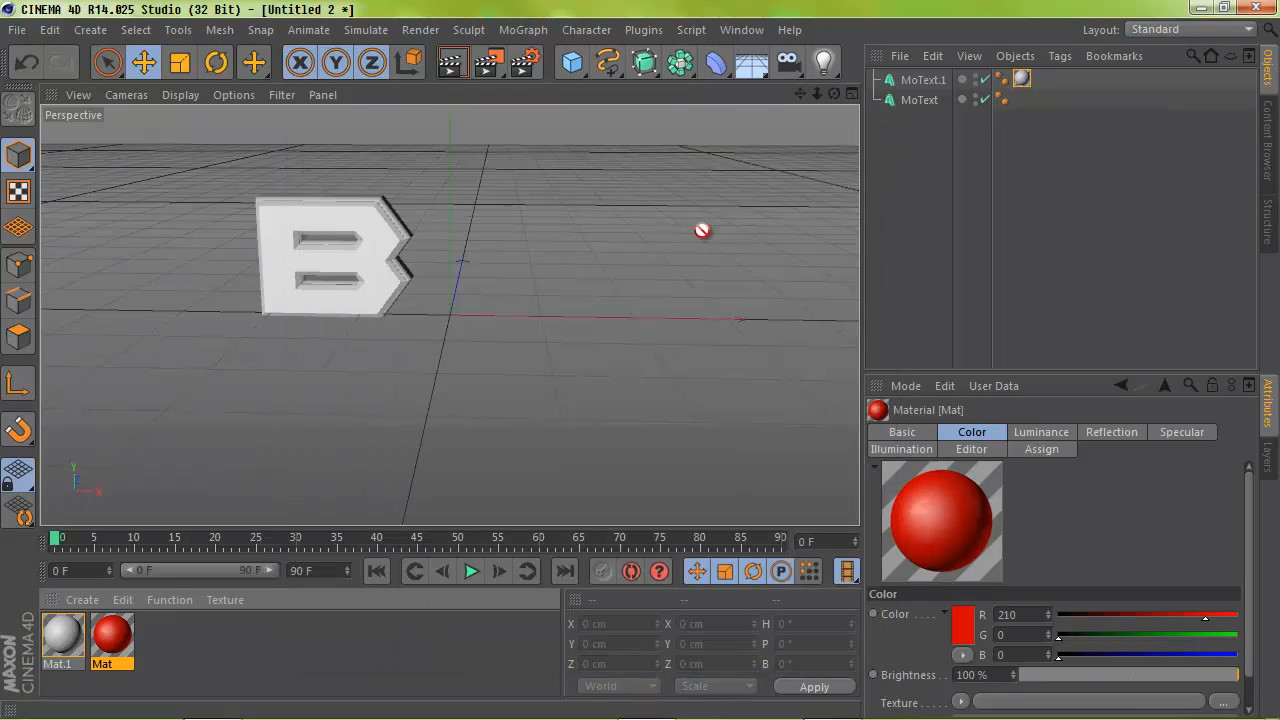 CINEMA 4D R14.025 Studio (32 Bit) - [Untitled 2 *]
File Edit Create Select Tools Mesh Snap Animate Simulate Render Sculpt MoGraph Character Plugins Script Window Help Layout: Standard
X Y Z
File Edit View Objects Tags Bookmarks
View Cameras Display Options Filter Panel
Perspective
MoText.1
MoText
B
Y
X
Objects
Content Browser
Structure
Mode Edit User Data
Material [Mat]
Basic Color Luminance Reflection Specular
Illumination Editor Assign
Attributes
Layers
Color
Color . . . . R 210
G 0
B 0
Brightness . . 100 %
Texture . . . . ...
0 5 10 15 20 25 30 35 40 45 50 55 60 65 70 75 80 85 90 0 F
0 F 0 F 90 F 90 F
? P
Create Edit Function Texture
Mat.1 Mat
-- -- --
X 0 cm X 0 cm H 0 °
Y 0 cm Y 0 cm P 0 °
Z 0 cm Z 0 cm B 0 °
World Scale Apply
MAXON
CINEMA 4D